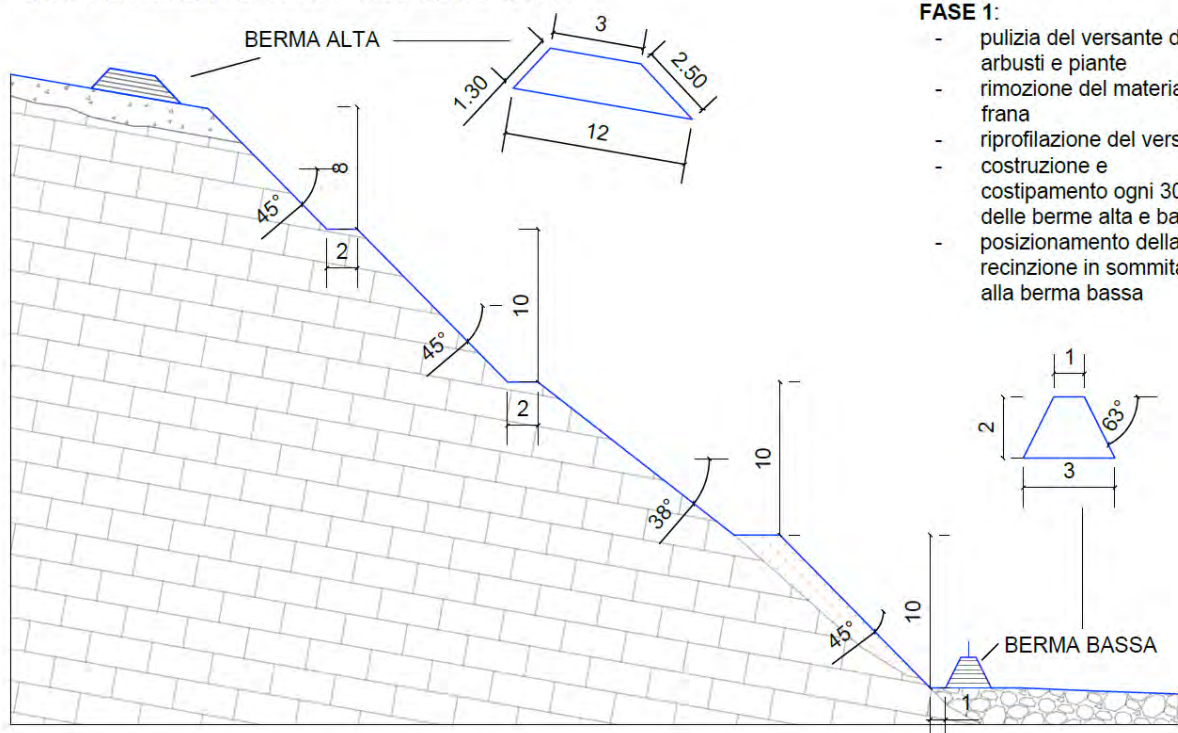 BERMA ALTA
3
1.30
2.50
12
FASE 1:
- pulizia del versante d
arbusti e piante
- rimozione del materia
frana
- riprofilazione del vers
- costruzione e
costipamento ogni 30
delle berme alta e ba
- posizionamento della
recinzione in sommita
alla berma bassa
8
45°
2
10
45°
2
10
38°
1
2
63°
3
10
45°
BERMA BASSA
1